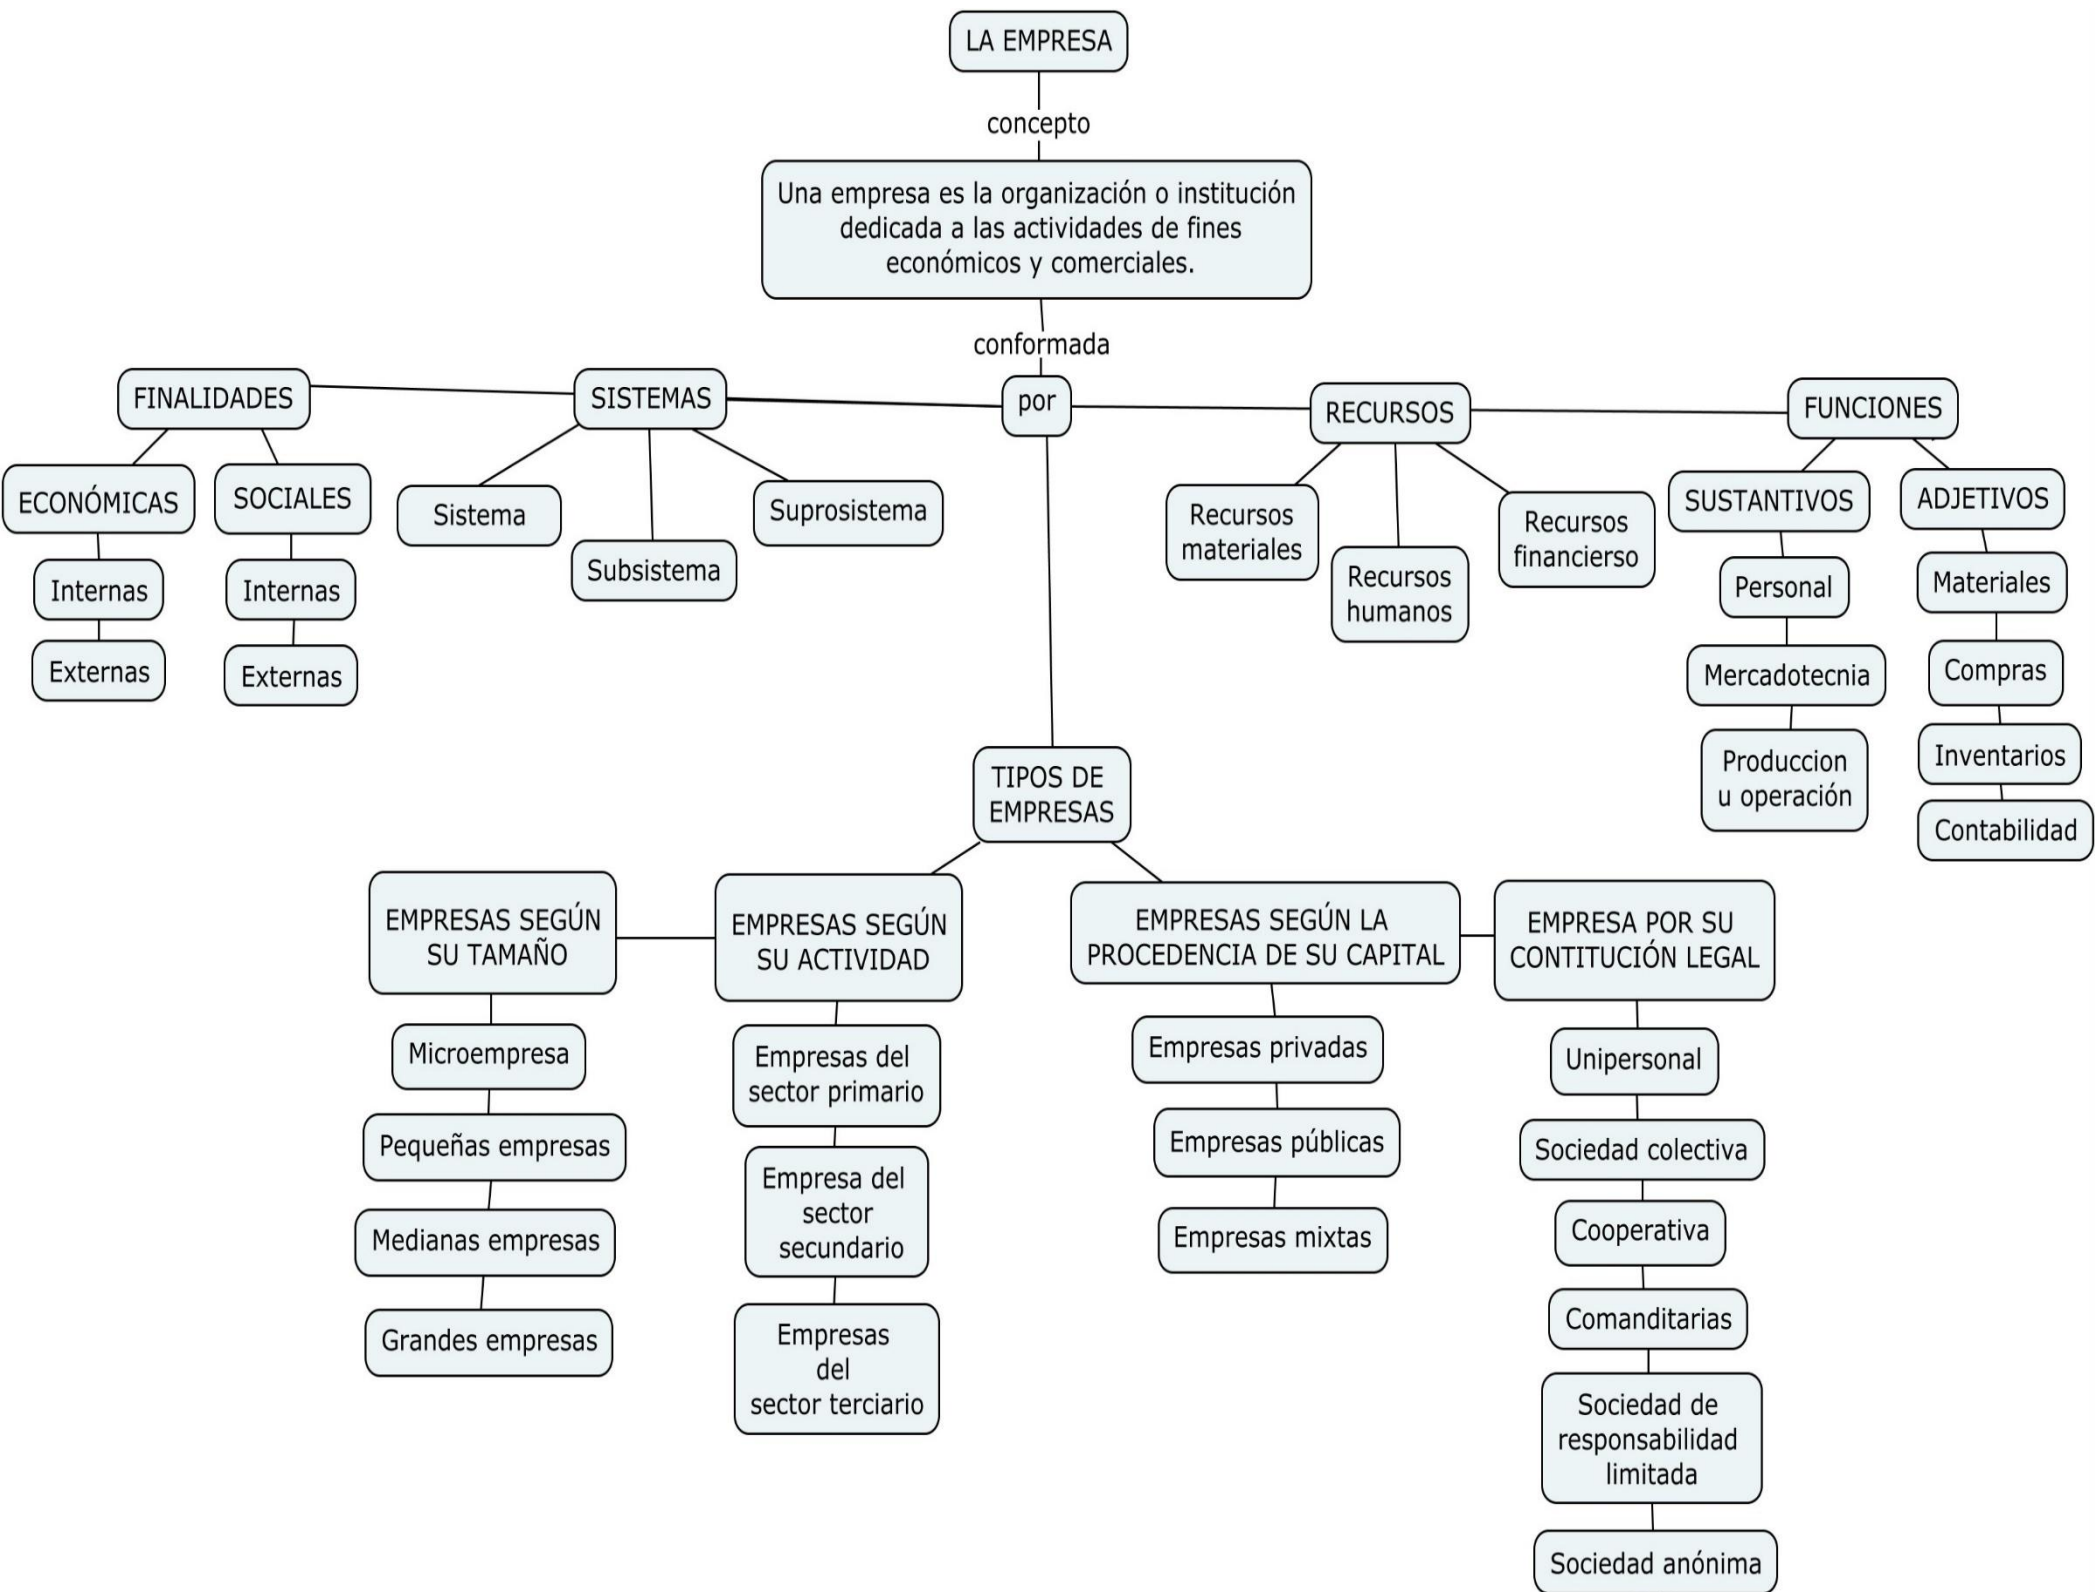 LA EMPRESA
concepto
Una empresa es la organización o institución
dedicada a las actividades de fines
económicos y comerciales.
conformada
por
FINALIDADES
SISTEMAS
RECURSOS
FUNCIONES
ECONÓMICAS
Internas
Externas
SOCIALES
Internas
Externas
Sistema
Subsistema
Suprosistema
Recursos
materiales
Recursos
humanos
Recursos
financierso
SUSTANTIVOS
Personal
Mercadotecnia
Produccion
u operación
ADJETIVOS
Materiales
Compras
Inventarios
Contabilidad
TIPOS DE
EMPRESAS
EMPRESAS SEGÚN
SU TAMAÑO
Microempresa
Pequeñas empresas
Medianas empresas
Grandes empresas
EMPRESAS SEGÚN
SU ACTIVIDAD
Empresas del
sector primario
Empresa del
sector
secundario
Empresas
del
sector terciario
EMPRESAS SEGÚN LA
PROCEDENCIA DE SU CAPITAL
Empresas privadas
Empresas públicas
Empresas mixtas
EMPRESA POR SU
CONTITUCIÓN LEGAL
Unipersonal
Sociedad colectiva
Cooperativa
Comanditarias
Sociedad de
responsabilidad
limitada
Sociedad anónima